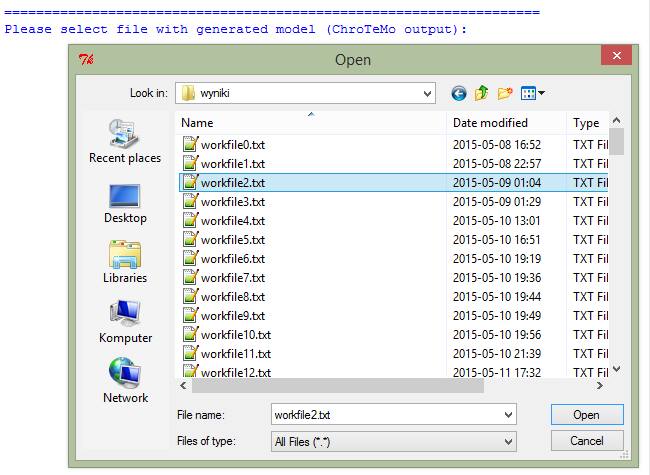 ======================================================================
Please select file with generated model (ChroTeMo output):
Open
Look in: wyniki
Name Date modified Type
workfile0.txt 2015-05-08 16:52 TXT Fil
workfile1.txt 2015-05-08 22:57 TXT Fil
workfile2.txt 2015-05-09 01:04 TXT Fil
workfile3.txt 2015-05-09 01:29 TXT Fil
workfile4.txt 2015-05-10 13:01 TXT Fil
workfile5.txt 2015-05-10 16:51 TXT Fil
workfile6.txt 2015-05-10 19:19 TXT Fil
workfile7.txt 2015-05-10 19:36 TXT Fil
workfile8.txt 2015-05-10 19:44 TXT Fil
workfile9.txt 2015-05-10 19:49 TXT Fil
workfile10.txt 2015-05-10 19:56 TXT Fil
workfile11.txt 2015-05-10 21:39 TXT Fil
workfile12.txt 2015-05-11 17:32 TXT Fil
Recent places
Desktop
Libraries
Komputer
Network
File name: workfile2.txt Open
Files of type: All Files (*.*) Cancel